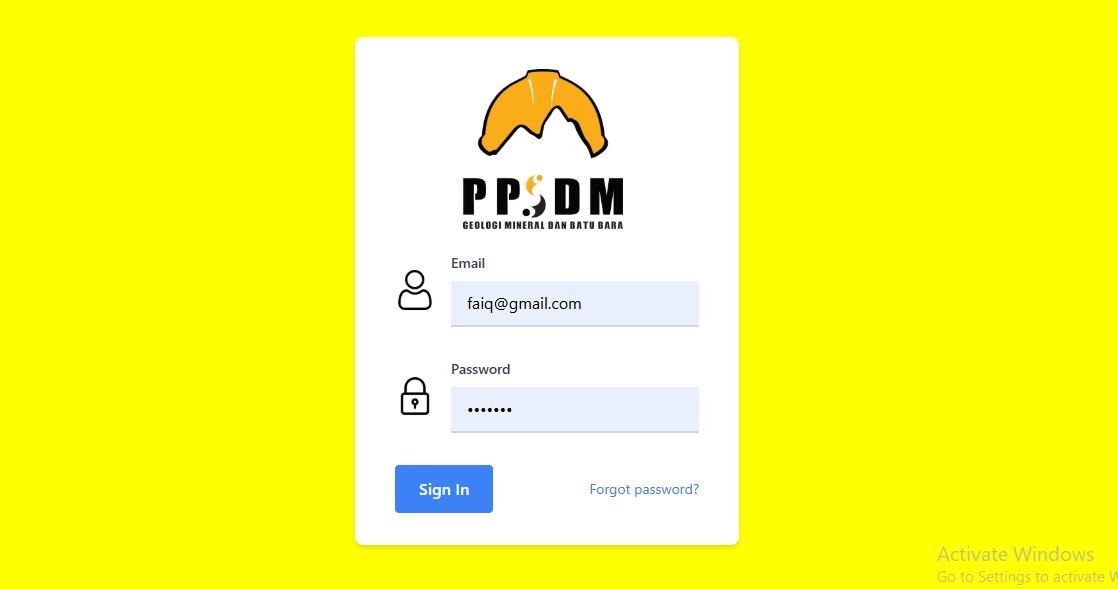 PPSDM
GEOLOGI MINERAL DAN BATU BARA
Email
faiq@gmail.com
Password
•••••••
Sign In
Forgot password?
Activate Windows
Go to Settings to activate W